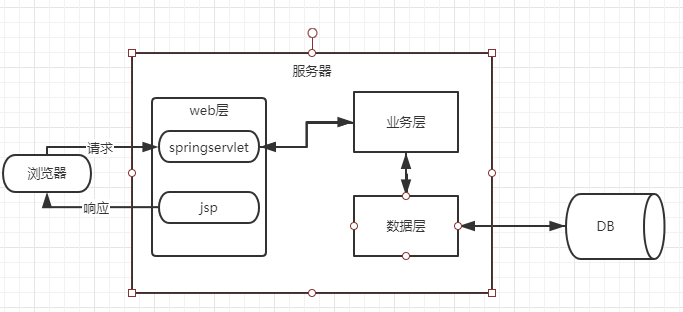 服务器
web层
springservlet
业务层
请求
浏览器
响应
jsp
数据层
DB